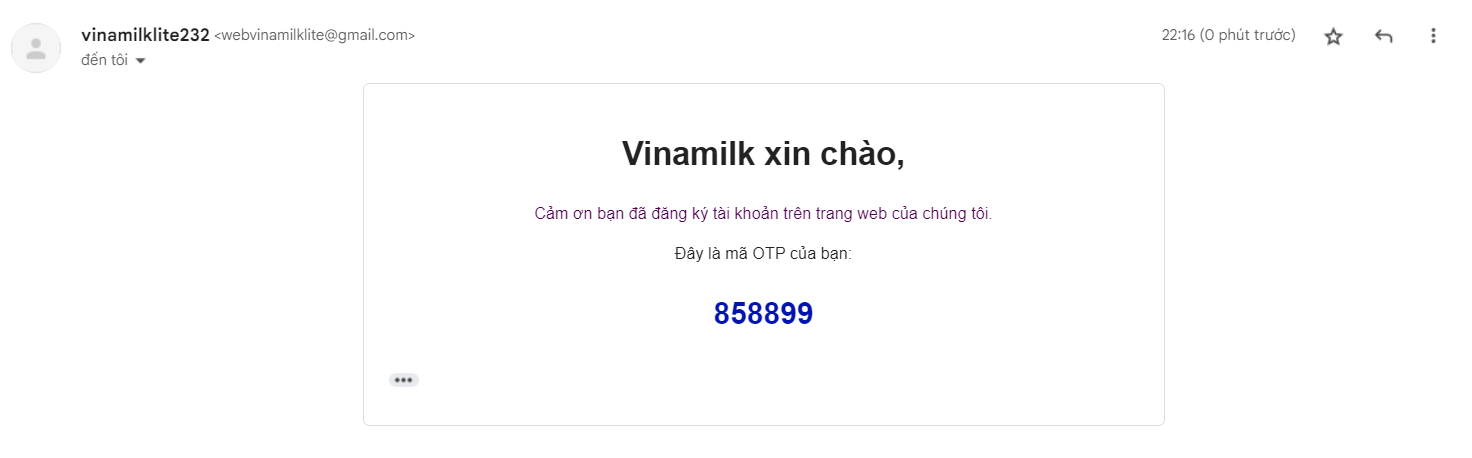 vinamilklite232 <webvinamilklite@gmail.com> 22:16 (0 phút trước)
đến tôi
Vinamilk xin chào,
Cảm ơn bạn đã đăng ký tài khoản trên trang web của chúng tôi.
Đây là mã OTP của bạn:
858899